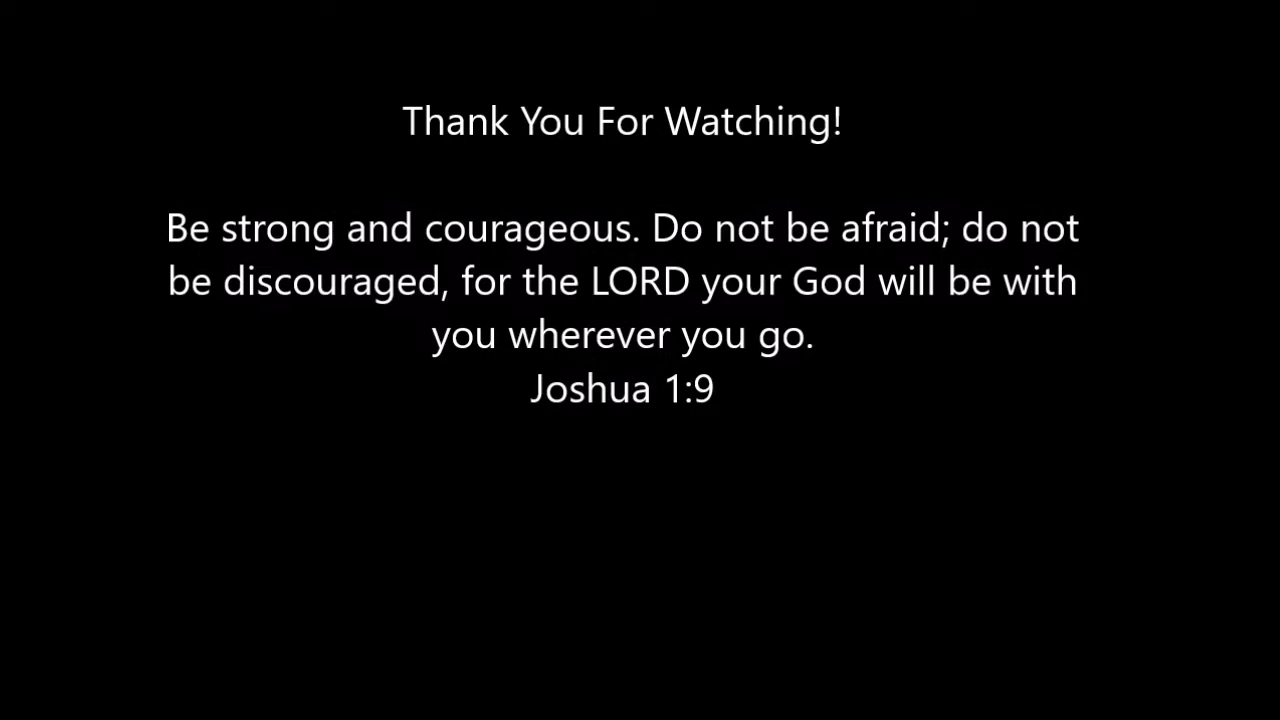 Thank You For Watching!
Be strong and courageous. Do not be afraid; do not
be discouraged, for the LORD your God will be with
you wherever you go.
Joshua 1:9